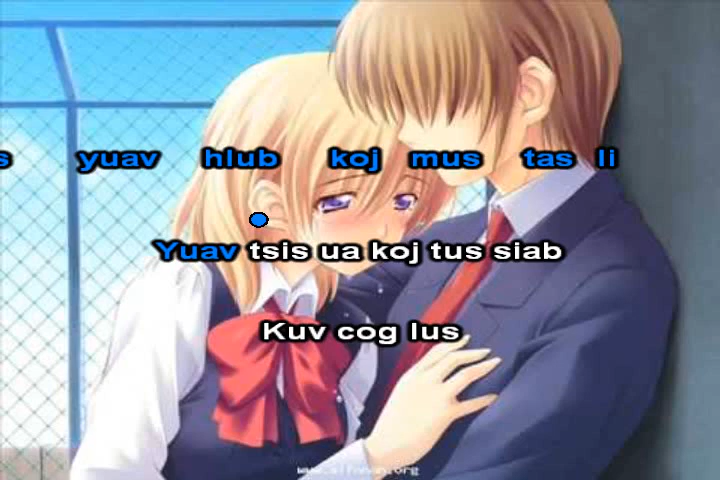 yuav hlub koj mus tas li
Yuav tsis ua koj tus siab
Kuv cog lus